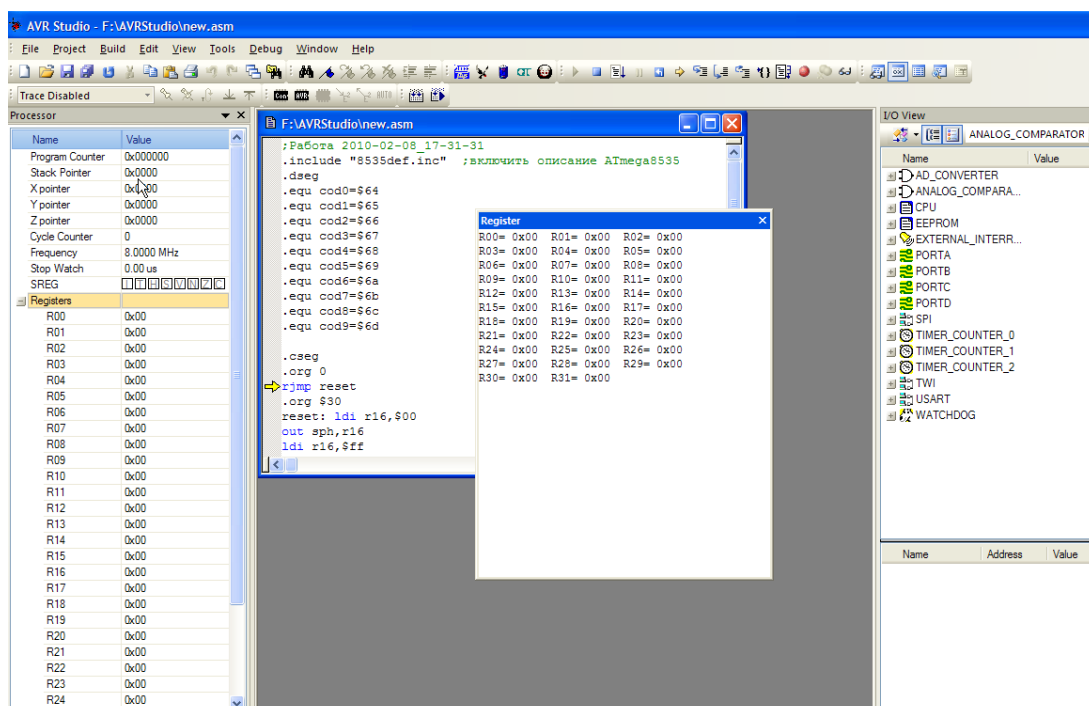 AVR Studio - F:\AVRStudio\new.asm
File Project Build Edit View Tools Debug Window Help
Trace Disabled
Processor
Name Value
Program Counter 0x000000
Stack Pointer 0x0000
X pointer
Y pointer 0x0000
Z pointer 0x0000
Cycle Counter 0
Frequency 8.0000 MHz
Stop Watch 0.00 us
SREG I T H S V N Z C
Registers
R00 0x00
R01 0x00
R02 0x00
R03 0x00
R04 0x00
R05 0x00
R06 0x00
R07 0x00
R08 0x00
R09 0x00
R10 0x00
R11 0x00
R12 0x00
R13 0x00
R14 0x00
R15 0x00
R16 0x00
R17 0x00
R18 0x00
R19 0x00
R20 0x00
R21 0x00
R22 0x00
R23 0x00
R24 0x00
F:\AVRStudio\new.asm
;Работа 2010-02-08_17-31-31
.include "8535def.inc" ;включить описание ATmega8535
.dseg
.equ cod0=$64
.equ cod1=$65
.equ cod2=$66
.equ cod3=$67
.equ cod4=$68
.equ cod5=$69
.equ cod6=$6a
.equ cod7=$6b
.equ cod8=$6c
.equ cod9=$6d
.cseg
.org 0
rjmp reset
.org $30
reset: ldi r16,$00
out sph,r16
ldi r16,$ff
Register
R00= 0x00 R01= 0x00 R02= 0x00
R03= 0x00 R04= 0x00 R05= 0x00
R06= 0x00 R07= 0x00 R08= 0x00
R09= 0x00 R10= 0x00 R11= 0x00
R12= 0x00 R13= 0x00 R14= 0x00
R15= 0x00 R16= 0x00 R17= 0x00
R18= 0x00 R19= 0x00 R20= 0x00
R21= 0x00 R22= 0x00 R23= 0x00
R24= 0x00 R25= 0x00 R26= 0x00
R27= 0x00 R28= 0x00 R29= 0x00
R30= 0x00 R31= 0x00
I/O View
ANALOG_COMPARATOR
Name Value
AD_CONVERTER
ANALOG_COMPARA...
CPU
EEPROM
EXTERNAL_INTERR...
PORTA
PORTB
PORTC
PORTD
SPI
TIMER_COUNTER_0
TIMER_COUNTER_1
TIMER_COUNTER_2
TWI
USART
WATCHDOG
Name Address Value